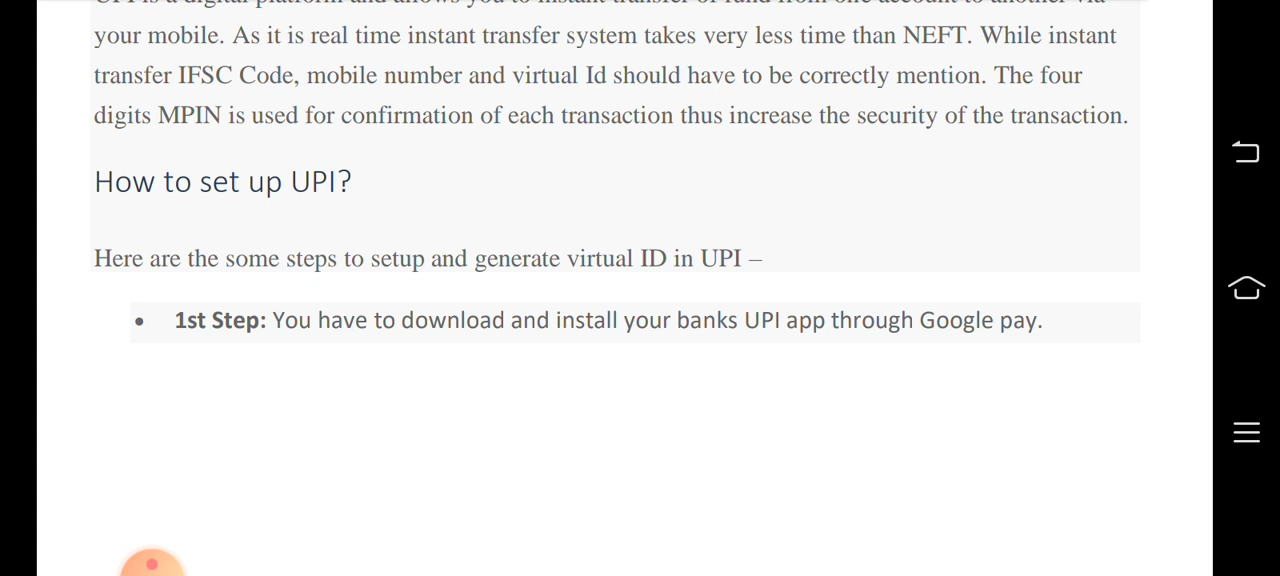 your mobile. As it is real time instant transfer system takes very less time than NEFT. While instant
transfer IFSC Code, mobile number and virtual Id should have to be correctly mention. The four
digits MPIN is used for confirmation of each transaction thus increase the security of the transaction.
How to set up UPI?
Here are the some steps to setup and generate virtual ID in UPI –
• 1st Step: You have to download and install your banks UPI app through Google pay.